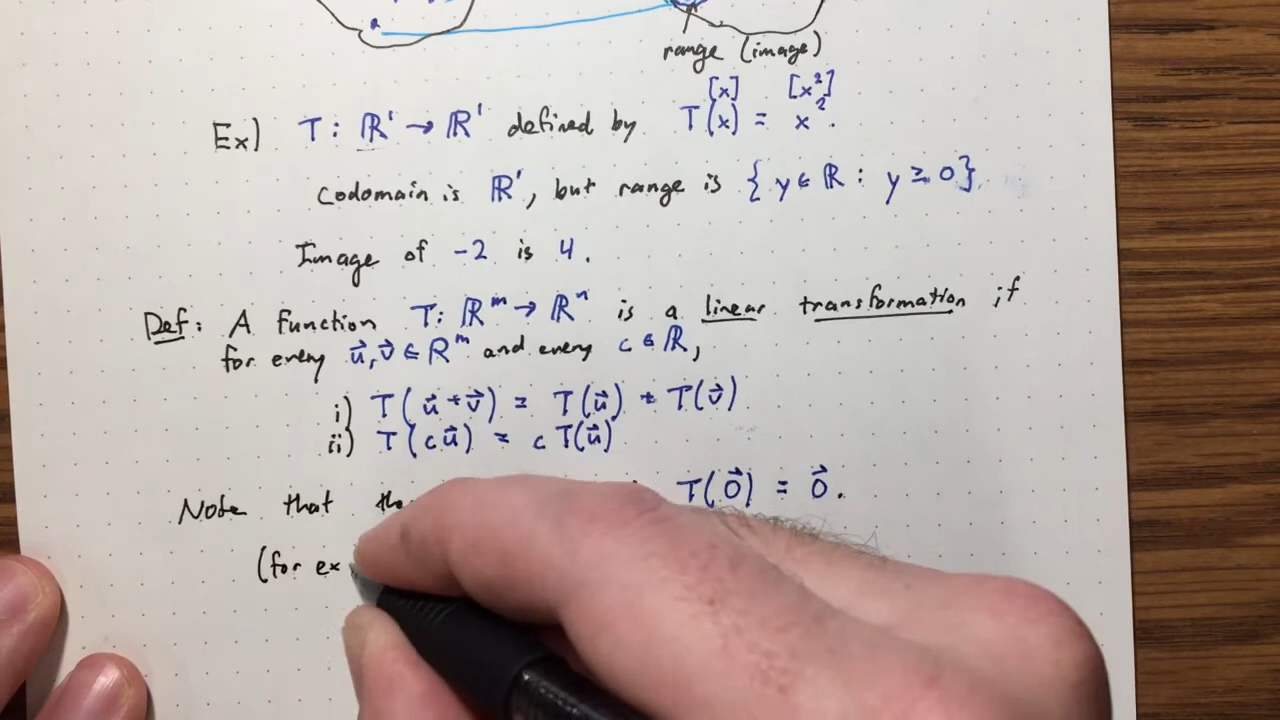 range (image)
[x] [x²]
Ex) T: ℝ¹ → ℝ¹ defined by T(x) = x².
Codomain is ℝ¹, but range is { y ∈ ℝ : y ≥ 0}.
Image of -2 is 4.
Def: A function T: ℝᵐ → ℝⁿ is a linear transformation if
for every u⃗, v⃗ ∈ ℝᵐ and every c ∈ ℝ,
i) T(u⃗ + v⃗) = T(u⃗) + T(v⃗)
ii) T(cu⃗) = cT(u⃗)
Note that T(0⃗) = 0⃗.
(for ex